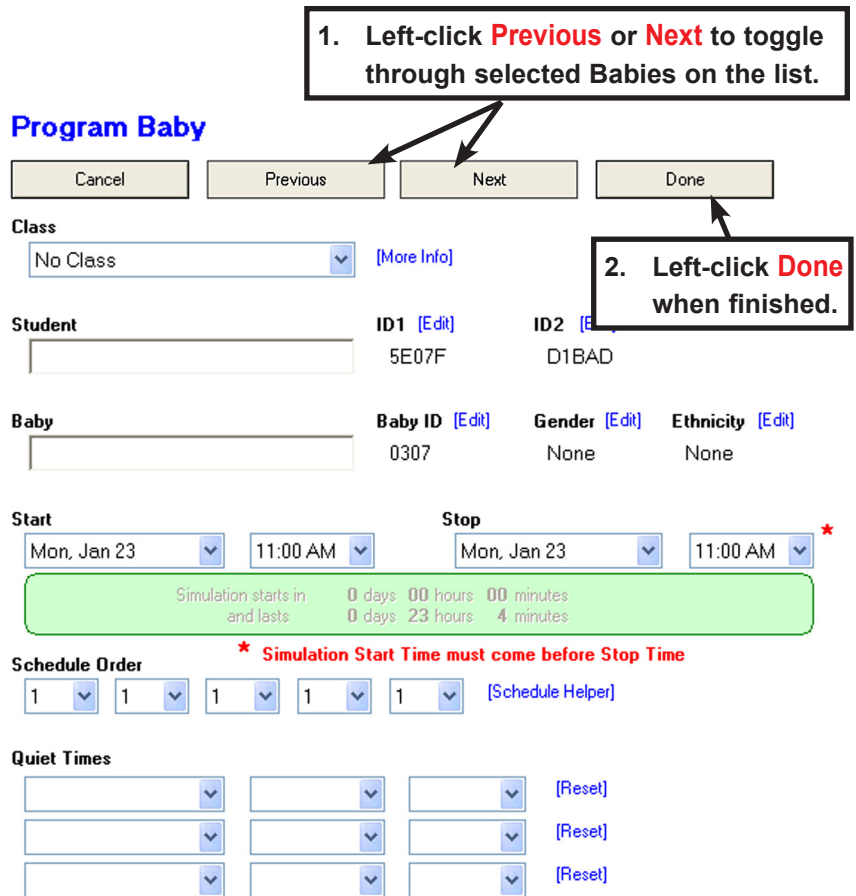 1. Left-click Previous or Next to toggle
through selected Babies on the list.
Program Baby
Cancel Previous Next Done
Class
No Class [More Info]
2. Left-click Done
when finished.
Student ID1 [Edit] ID2
5E07F D1BAD
Baby Baby ID [Edit] Gender [Edit] Ethnicity [Edit]
0307 None None
Start Stop
Mon, Jan 23 11:00 AM Mon, Jan 23 11:00 AM *
Simulation starts in 0 days 00 hours 00 minutes
and lasts 0 days 23 hours 4 minutes
* Simulation Start Time must come before Stop Time
Schedule Order
1 1 1 1 1 [Schedule Helper]
Quiet Times
[Reset]
[Reset]
[Reset]